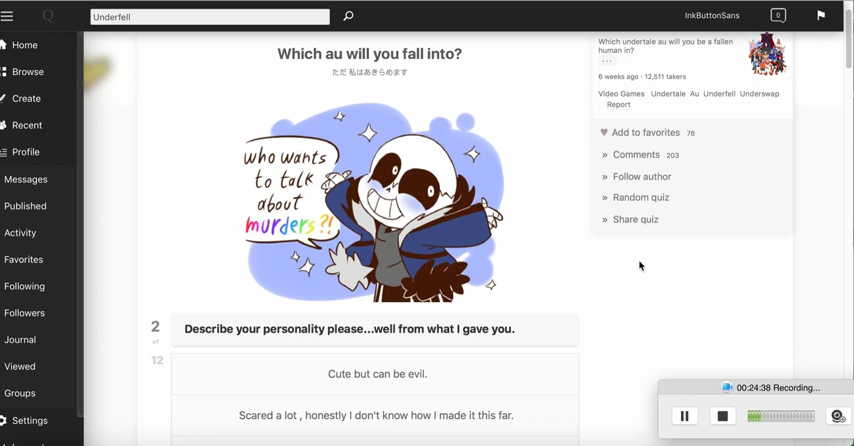 Q
Underfell
InkButtonSans
0
Home
Browse
Create
Recent
Profile
Messages
Published
Activity
Favorites
Following
Followers
Journal
Viewed
Groups
Settings
Which au will you fall into?
ただ 私はあきらめます
who wants
to talk
about
murders?!
2
of
12
Describe your personality please...well from what I gave you.
Cute but can be evil.
Scared a lot , honestly I don't know how I made it this far.
Which undertale au will you be a fallen
human in?
...
6 weeks ago · 12,511 takers
Video Games Undertale Au Underfell Underswap
Report
Add to favorites 76
» Comments 203
» Follow author
» Random quiz
» Share quiz
00:24:38 Recording...